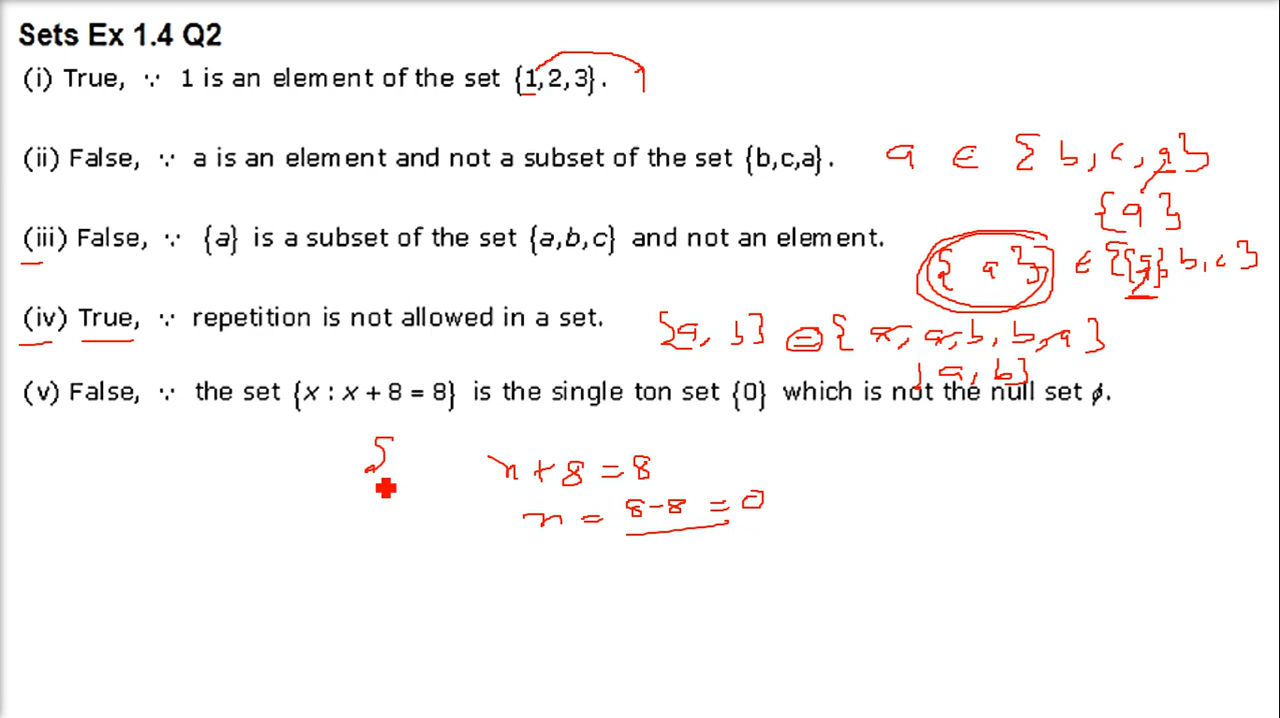 Sets Ex 1.4 Q2
(i) True, ∵ 1 is an element of the set {1,2,3}. 1
(ii) False, ∵ a is an element and not a subset of the set {b,c,a}. a ∈ {b, c, a}
{a}
(iii) False, ∵ {a} is a subset of the set {a,b,c} and not an element. {a} ∈ {{a}, b, c}
(iv) True, ∵ repetition is not allowed in a set. {a, b} = {a, a, b, b, a}
{a, b}
(v) False, ∵ the set {x : x + 8 = 8} is the single ton set {0} which is not the null set ϕ.
x + 8 = 8
x = 8 - 8 = 0